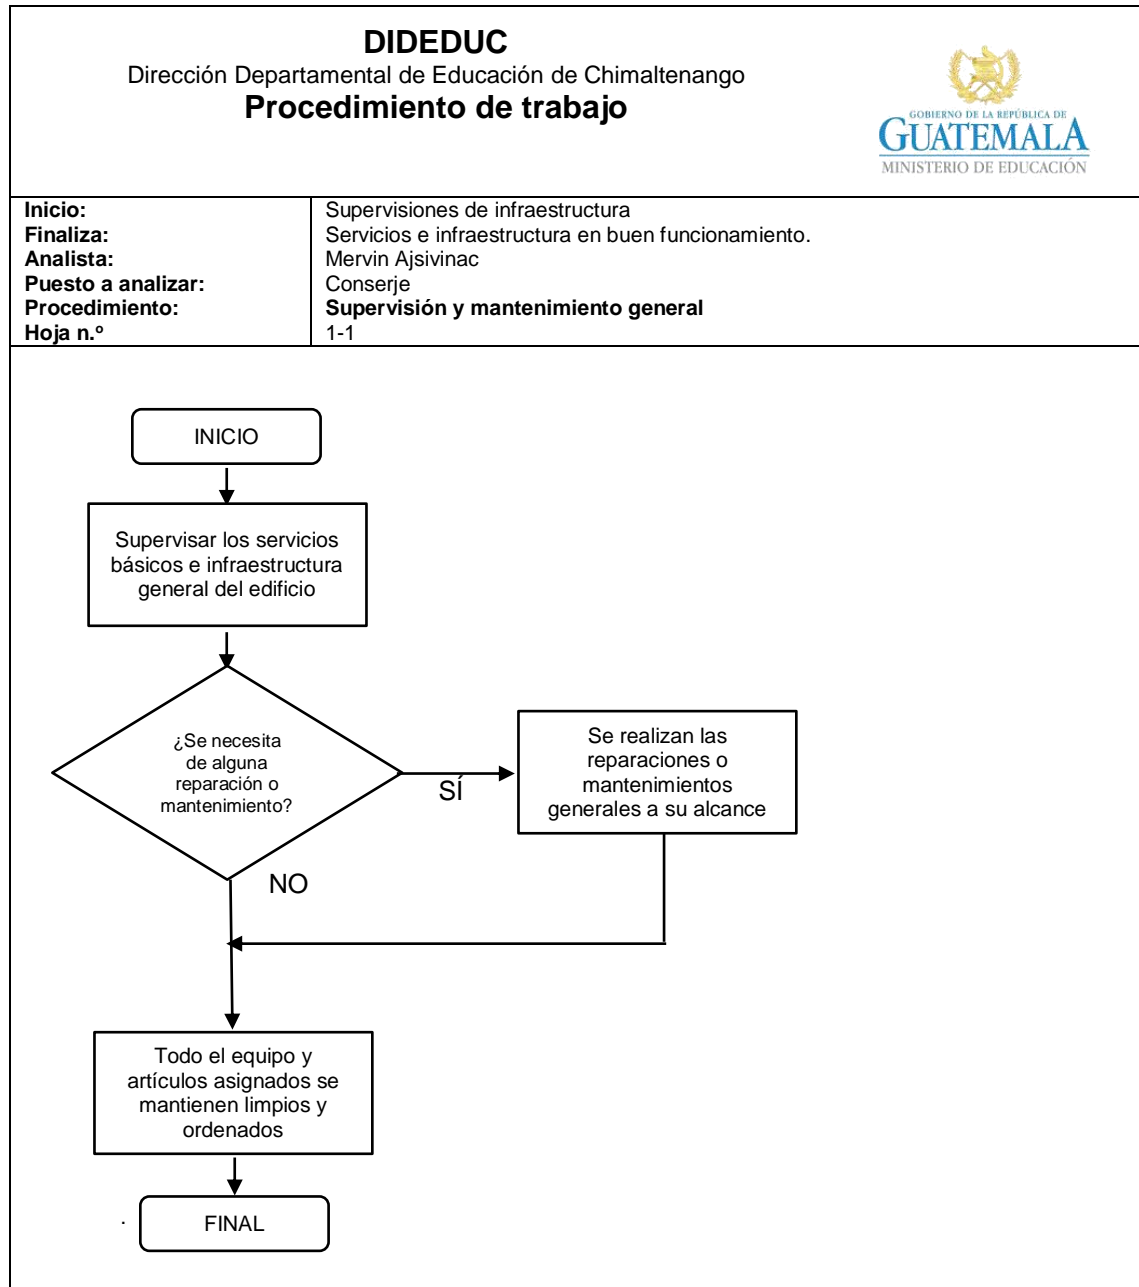 DIDEDUC
Dirección Departamental de Educación de Chimaltenango
Procedimiento de trabajo
GOBIERNO DE LA REPÚBLICA DE
GUATEMALA
MINISTERIO DE EDUCACIÓN
Inicio: Supervisiones de infraestructura
Finaliza: Servicios e infraestructura en buen funcionamiento.
Analista: Mervin Ajsivinac
Puesto a analizar: Conserje
Procedimiento: Supervisión y mantenimiento general
Hoja n.º 1-1
INICIO
Supervisar los servicios
básicos e infraestructura
general del edificio
¿Se necesita
de alguna
reparación o
mantenimiento?
SÍ
Se realizan las
reparaciones o
mantenimientos
generales a su alcance
NO
Todo el equipo y
artículos asignados se
mantienen limpios y
ordenados
. FINAL